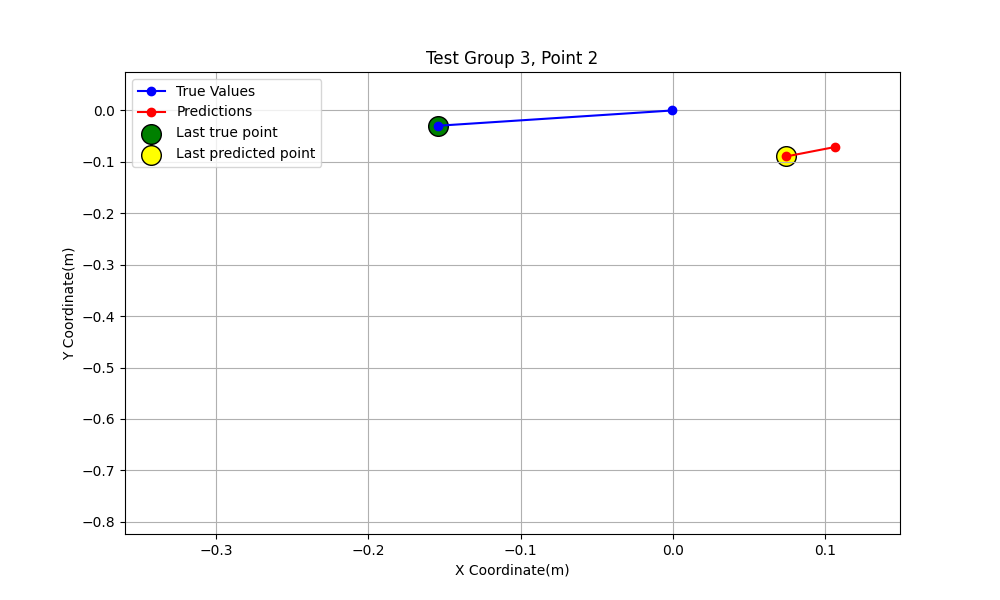 Test Group 3, Point 2
True Values
Predictions
Last true point
Last predicted point
0.0
−0.1
−0.2
−0.3
−0.4
−0.5
−0.6
−0.7
−0.8
Y Coordinate(m)
−0.3
−0.2
−0.1
0.0
0.1
X Coordinate(m)